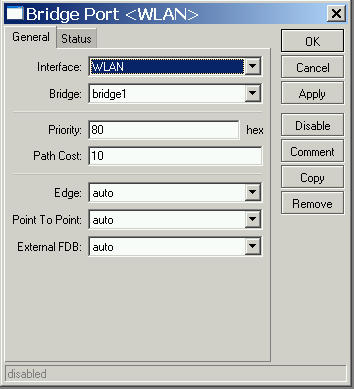 Bridge Port <WLAN>
General Status
Interface: WLAN
Bridge: bridge1
Priority: 80 hex
Path Cost: 10
Edge: auto
Point To Point: auto
External FDB: auto
OK
Cancel
Apply
Disable
Comment
Copy
Remove
disabled